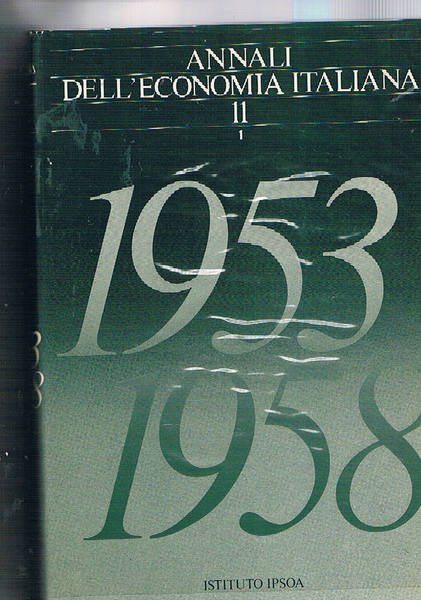 ANNALI
DELL'ECONOMIA ITALIANA
11
1
1953
1958
ISTITUTO IPSOA